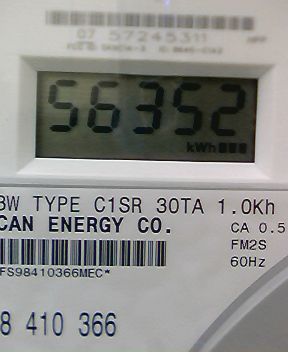 07 57245311
56352
kWh
3W TYPE C1SR 30TA 1.0Kh
CAN ENERGY CO.
CA 0.5
FM2S
FS98410366MEC*
60Hz
8 410 366